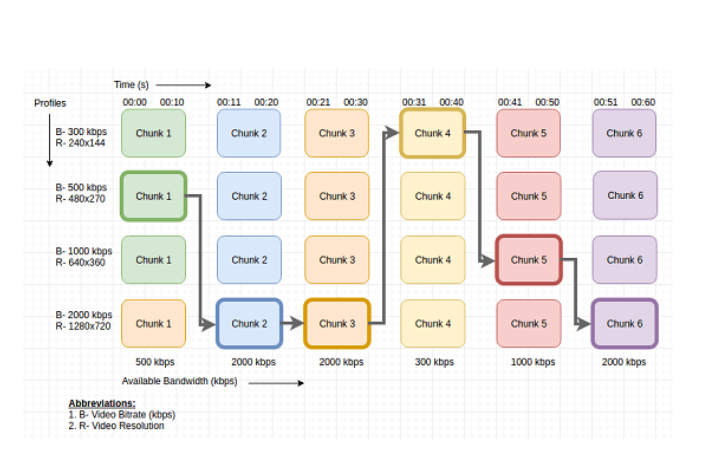 Time (s)
Profiles
00:00 00:10 00:11 00:20 00:21 00:30 00:31 00:40 00:41 00:50 00:51 00:60
B- 300 kbps
R- 240x144
Chunk 1 Chunk 2 Chunk 3 Chunk 4 Chunk 5 Chunk 6
B- 500 kbps
R- 480x270
Chunk 1 Chunk 2 Chunk 3 Chunk 4 Chunk 5 Chunk 6
B- 1000 kbps
R- 640x360
Chunk 1 Chunk 2 Chunk 3 Chunk 4 Chunk 5 Chunk 6
B- 2000 kbps
R- 1280x720
Chunk 1 Chunk 2 Chunk 3 Chunk 4 Chunk 5 Chunk 6
500 kbps 2000 kbps 2000 kbps 300 kbps 1000 kbps 2000 kbps
Available Bandwidth (kbps)
Abbreviations:
1. B- Video Bitrate (kbps)
2. R- Video Resolution